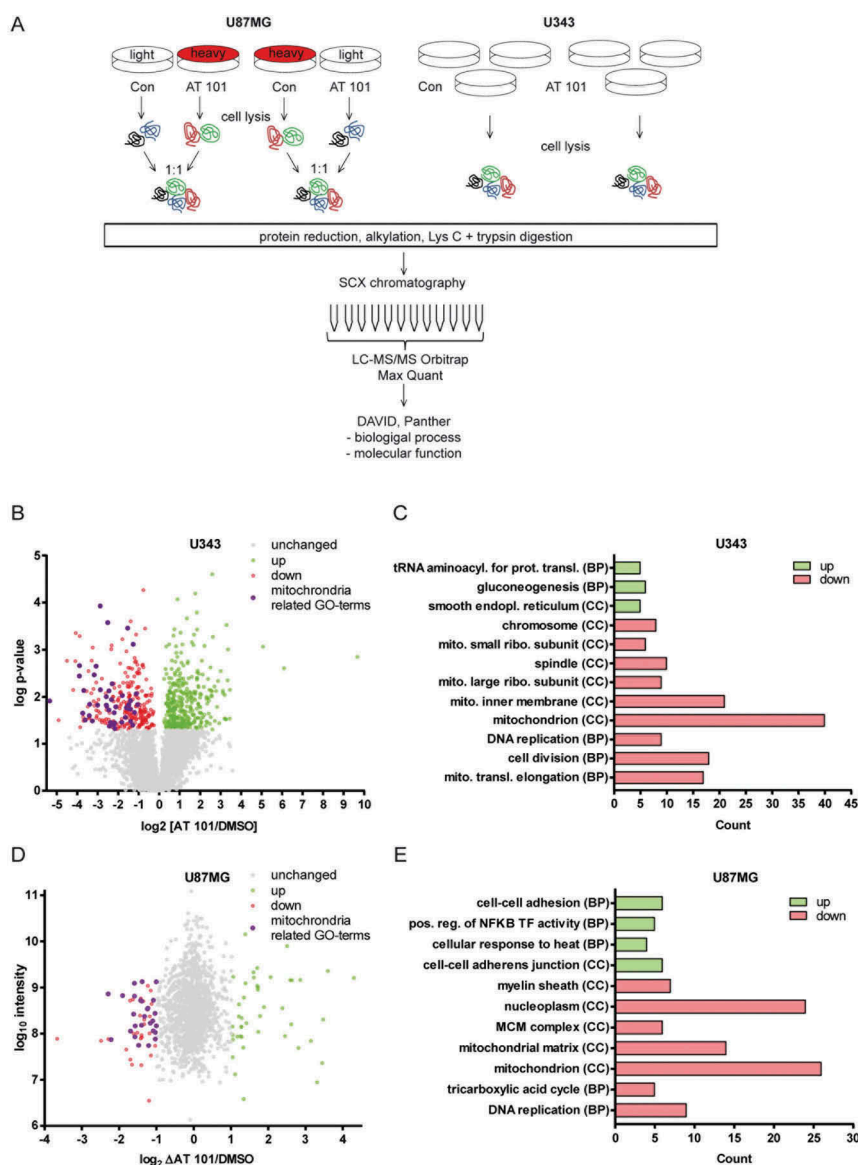 A
U87MG
U343
light
heavy
heavy
light
Con
AT 101
Con
AT 101
Con
AT 101
cell lysis
cell lysis
1:1
1:1
protein reduction, alkylation, Lys C + trypsin digestion
SCX chromatography
LC-MS/MS Orbitrap
Max Quant
DAVID, Panther
- biologigal process
- molecular function
B
U343
unchanged
up
down
mitochrondria
related GO-terms
log p-value
5
4
3
2
1
0
-5 -4 -3 -2 -1 0 1 2 3 4 5 6 7 8 9 10
log2 [AT 101/DMSO]
C
U343
up
down
tRNA aminoacyl. for prot. transl. (BP)
gluconeogenesis (BP)
smooth endopl. reticulum (CC)
chromosome (CC)
mito. small ribo. subunit (CC)
spindle (CC)
mito. large ribo. subunit (CC)
mito. inner membrane (CC)
mitochondrion (CC)
DNA replication (BP)
cell division (BP)
mito. transl. elongation (BP)
0 5 10 15 20 25 30 35 40 45
Count
D
U87MG
unchanged
up
down
mitochrondria
related GO-terms
log10 intensity
11
10
9
8
7
6
-4 -3 -2 -1 0 1 2 3 4
log2 ΔAT 101/DMSO
E
U87MG
up
down
cell-cell adhesion (BP)
pos. reg. of NFKB TF activity (BP)
cellular response to heat (BP)
cell-cell adherens junction (CC)
myelin sheath (CC)
nucleoplasm (CC)
MCM complex (CC)
mitochondrial matrix (CC)
mitochondrion (CC)
tricarboxylic acid cycle (BP)
DNA replication (BP)
0 5 10 15 20 25 30
Count